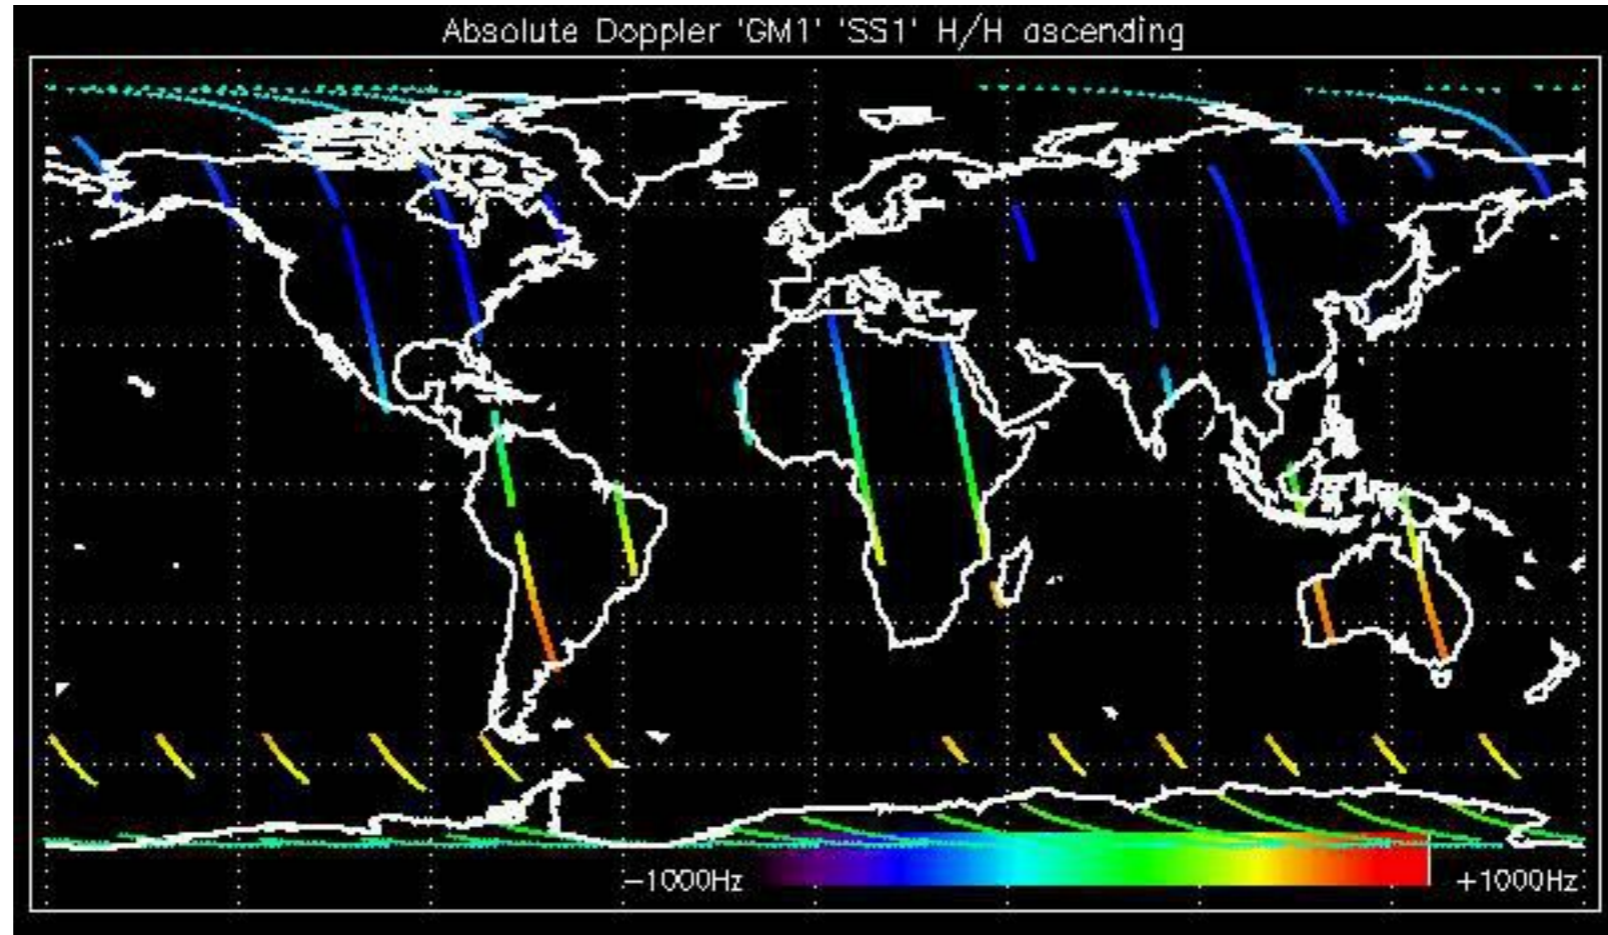 Absolute Doppler 'GM1' 'SS1' H/H ascending
−1000Hz +1000Hz